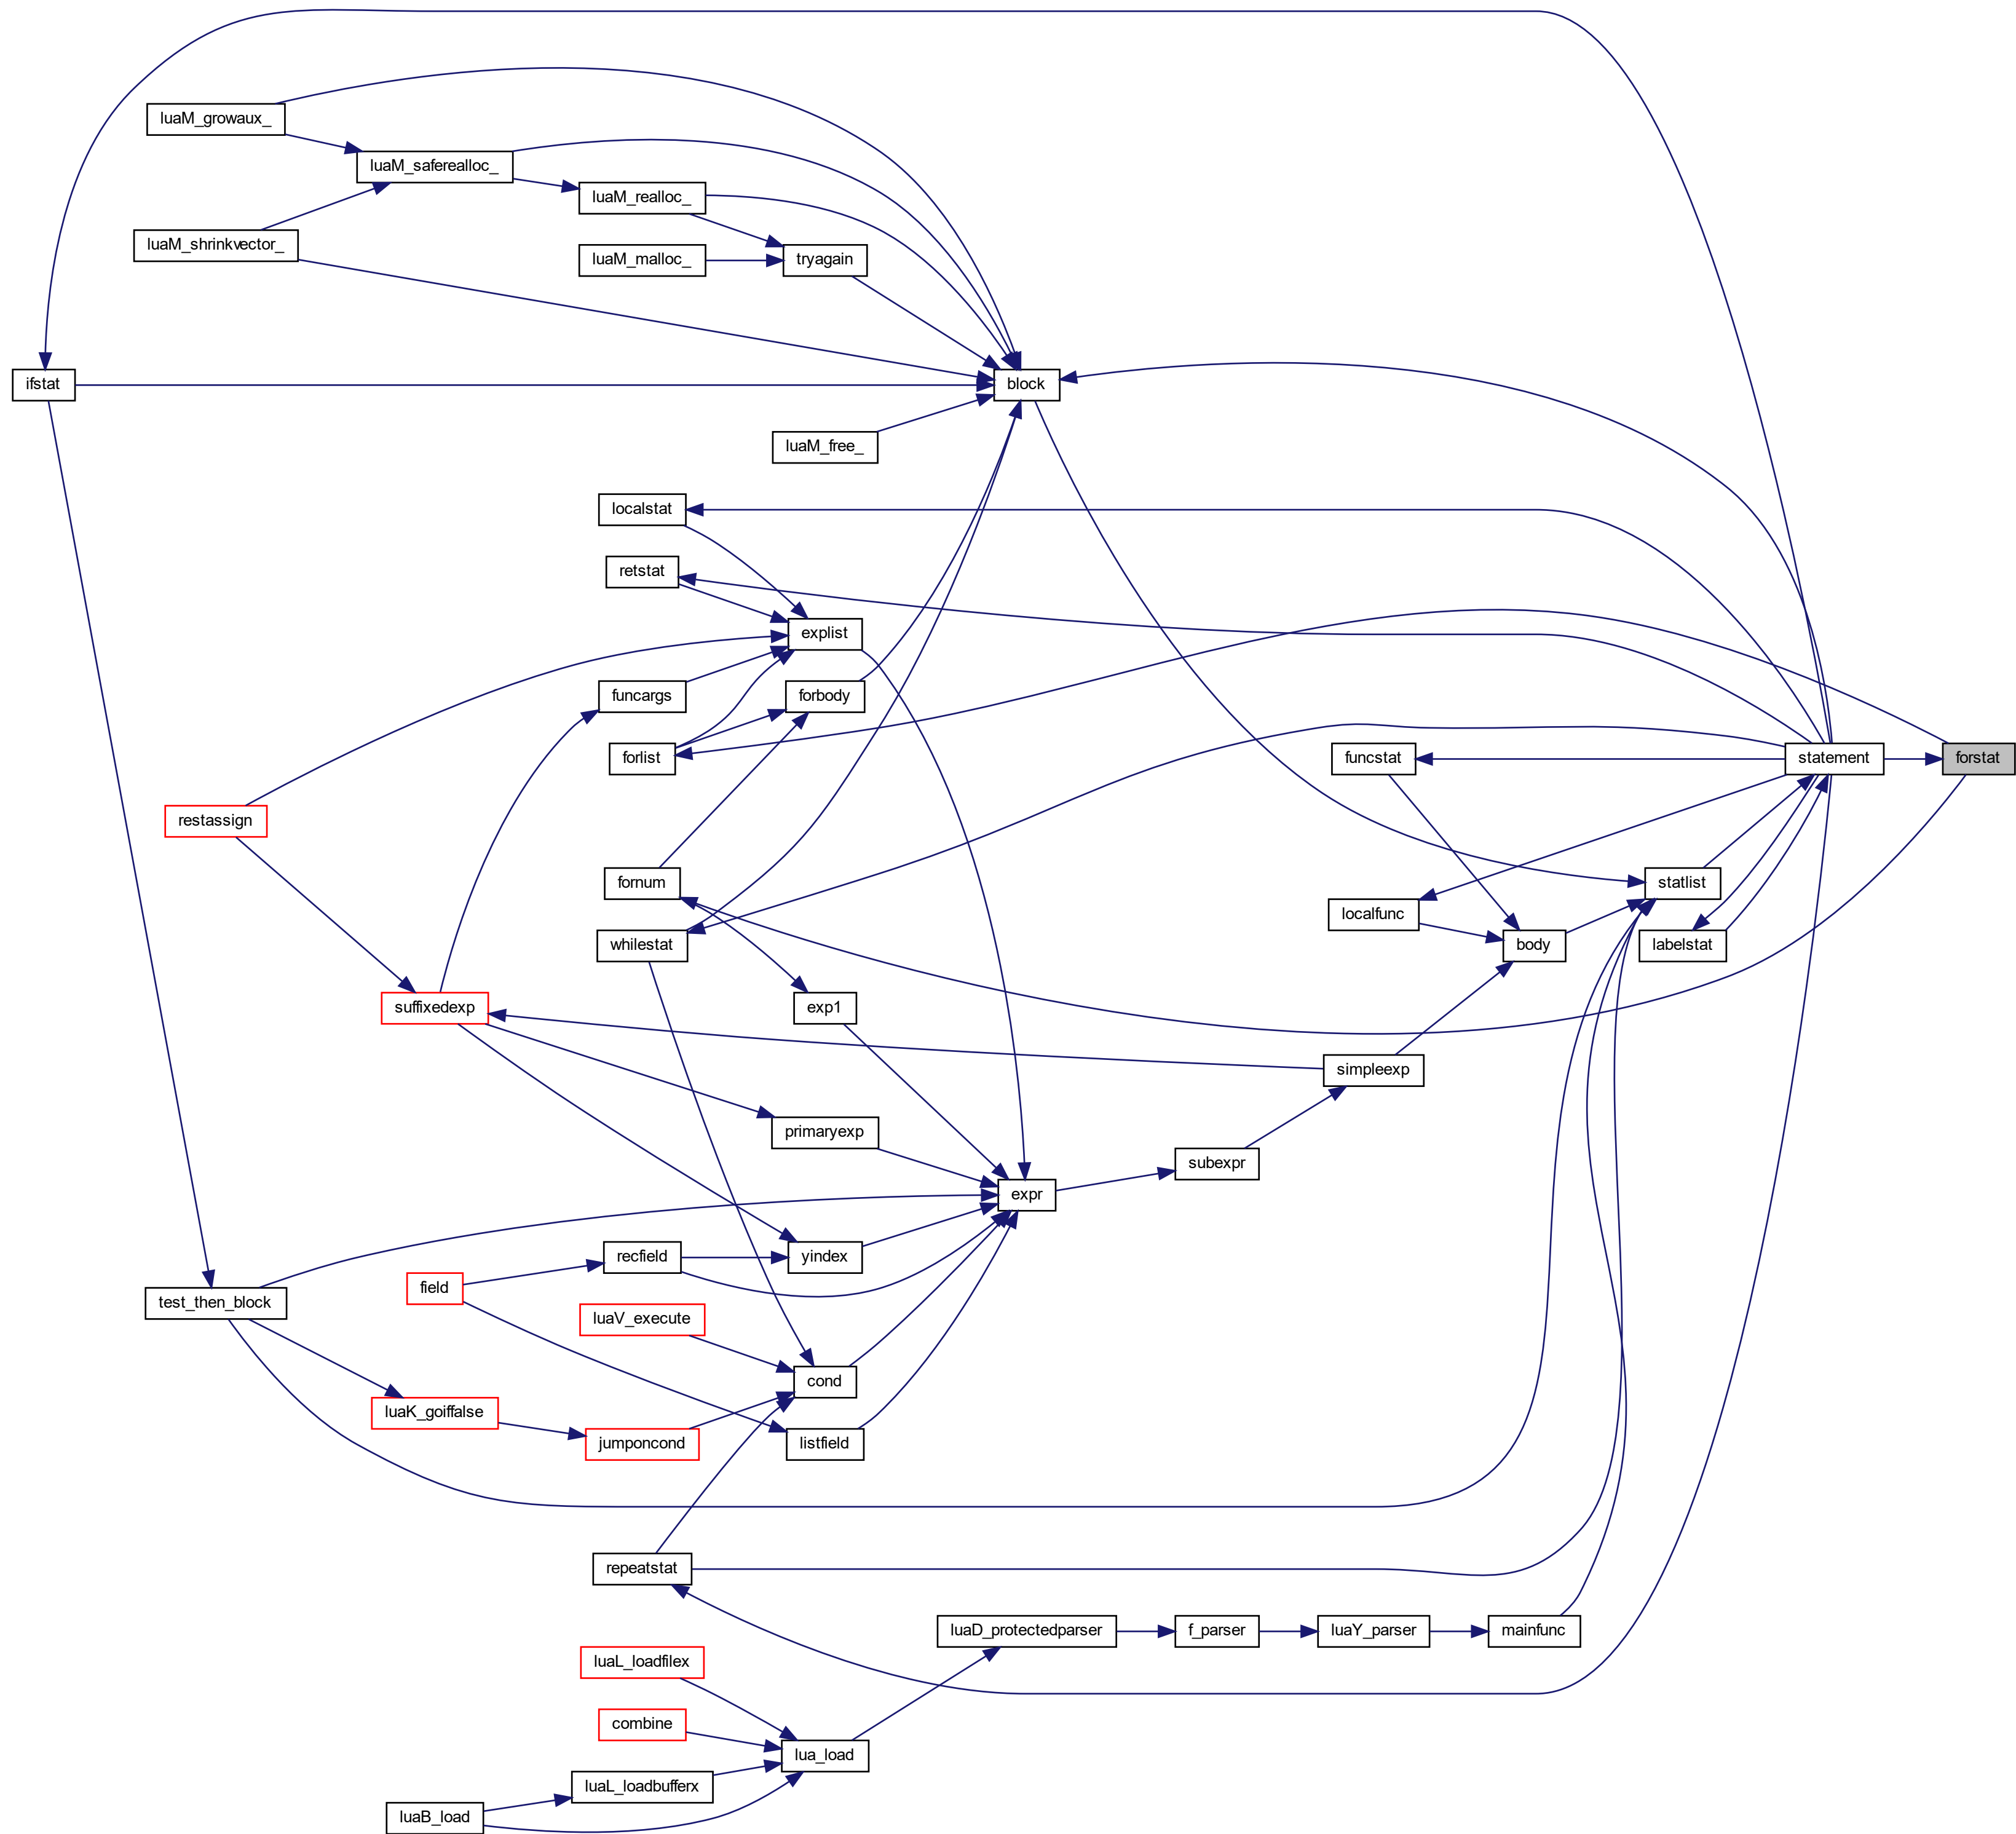 luaM_growaux_
luaM_saferealloc_
luaM_realloc_
luaM_shrinkvector_
luaM_malloc_
tryagain
ifstat
block
luaM_free_
localstat
retstat
explist
funcargs
forbody
forlist
funcstat
statement
forstat
restassign
fornum
statlist
localfunc
whilestat
body
labelstat
suffixedexp
exp1
simpleexp
primaryexp
subexpr
expr
recfield
yindex
field
test_then_block
luaV_execute
cond
luaK_goiffalse
jumponcond
listfield
repeatstat
luaD_protectedparser
f_parser
luaY_parser
mainfunc
luaL_loadfilex
combine
lua_load
luaL_loadbufferx
luaB_load